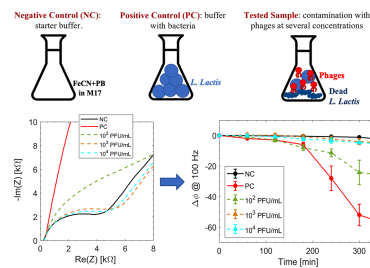 Negative Control (NC):
starter buffer.
Positive Control (PC): buffer
with bacteria
Tested Sample: contamination with
phages at several concentrations
FeCN+PB
in M17
L. Lactis
Phages
Dead
L. Lactis
-Im(Z) [kΩ]
10
8
6
4
2
0
0 2 4 6 8
Re(Z) [kΩ]
NC
PC
10² PFU/mL
10³ PFU/mL
10⁴ PFU/mL
Δϕ @ 100 Hz
0
-20
-40
-60
0 100 200 300
Time [min]
NC
PC
10² PFU/mL
10³ PFU/mL
10⁴ PFU/mL